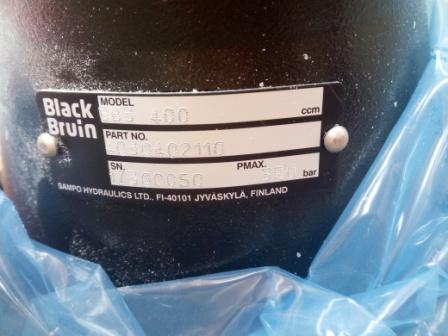 Black Bruin
MODEL
400 ccm
PART NO.
SN. PMAX. bar
SAMPO HYDRAULICS LTD., FI-40101 JYVÄSKYLÄ, FINLAND